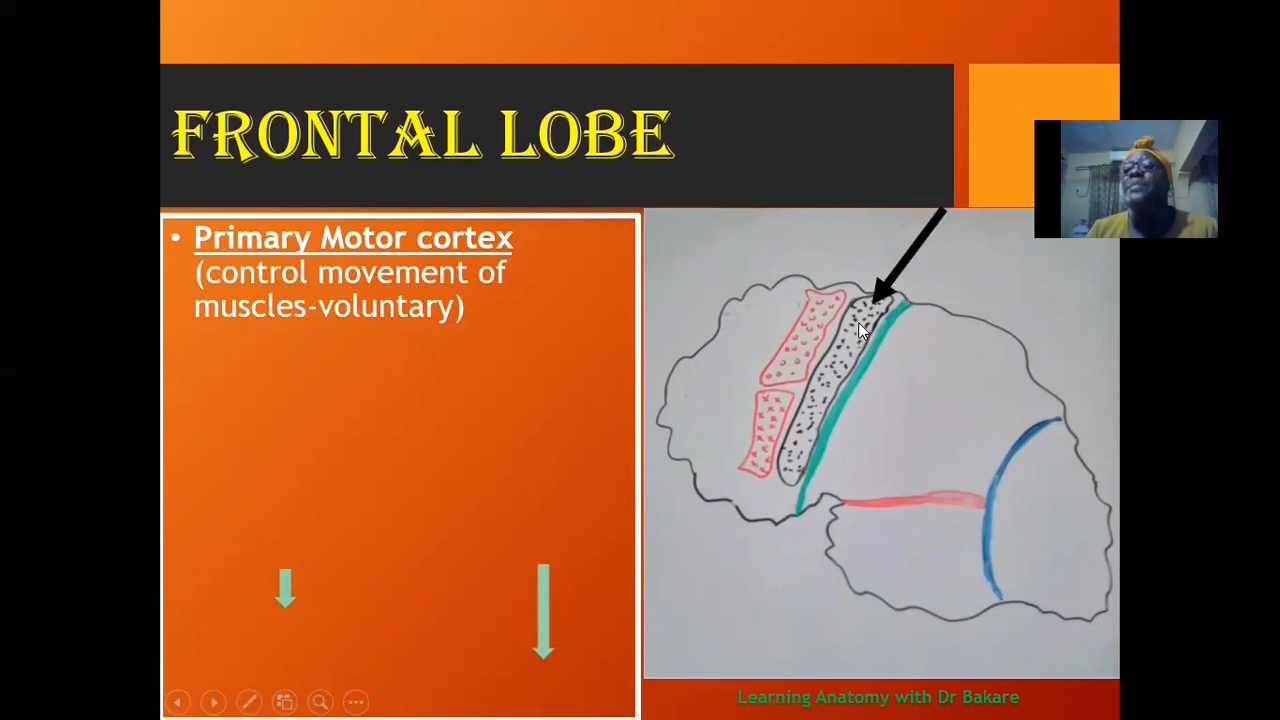 FRONTAL LOBE
• Primary Motor cortex
(control movement of
muscles-voluntary)
Learning Anatomy with Dr Bakare